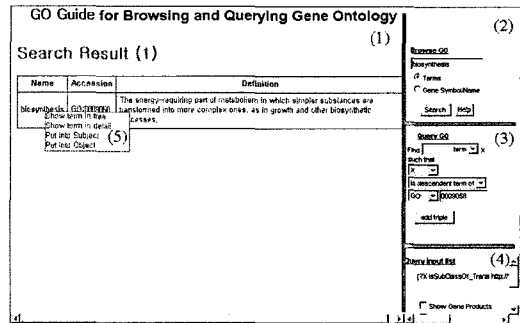 GO Guide for Browsing and Querying Gene Ontology
(1)
Search Result (1)
Name Accession Definition
biosynthesis GO:0009058 The energy-requiring part of metabolism in which simpler substances are
transformed into more complex ones, as in growth and other biosynthetic
processes.
Show term in tree
Show term in detail
Put into Subject
Put into Object
(5)
(2)
Browse GO
biosynthesis
Terms
Gene Symbol/Name
Search Help
(3)
Query GO
Find term X
such that
X
is descendent term of
GO: 0009058
add triple
(4)
Query Input list
(?X isSubClassOf_Trans http://
Show Gene Products